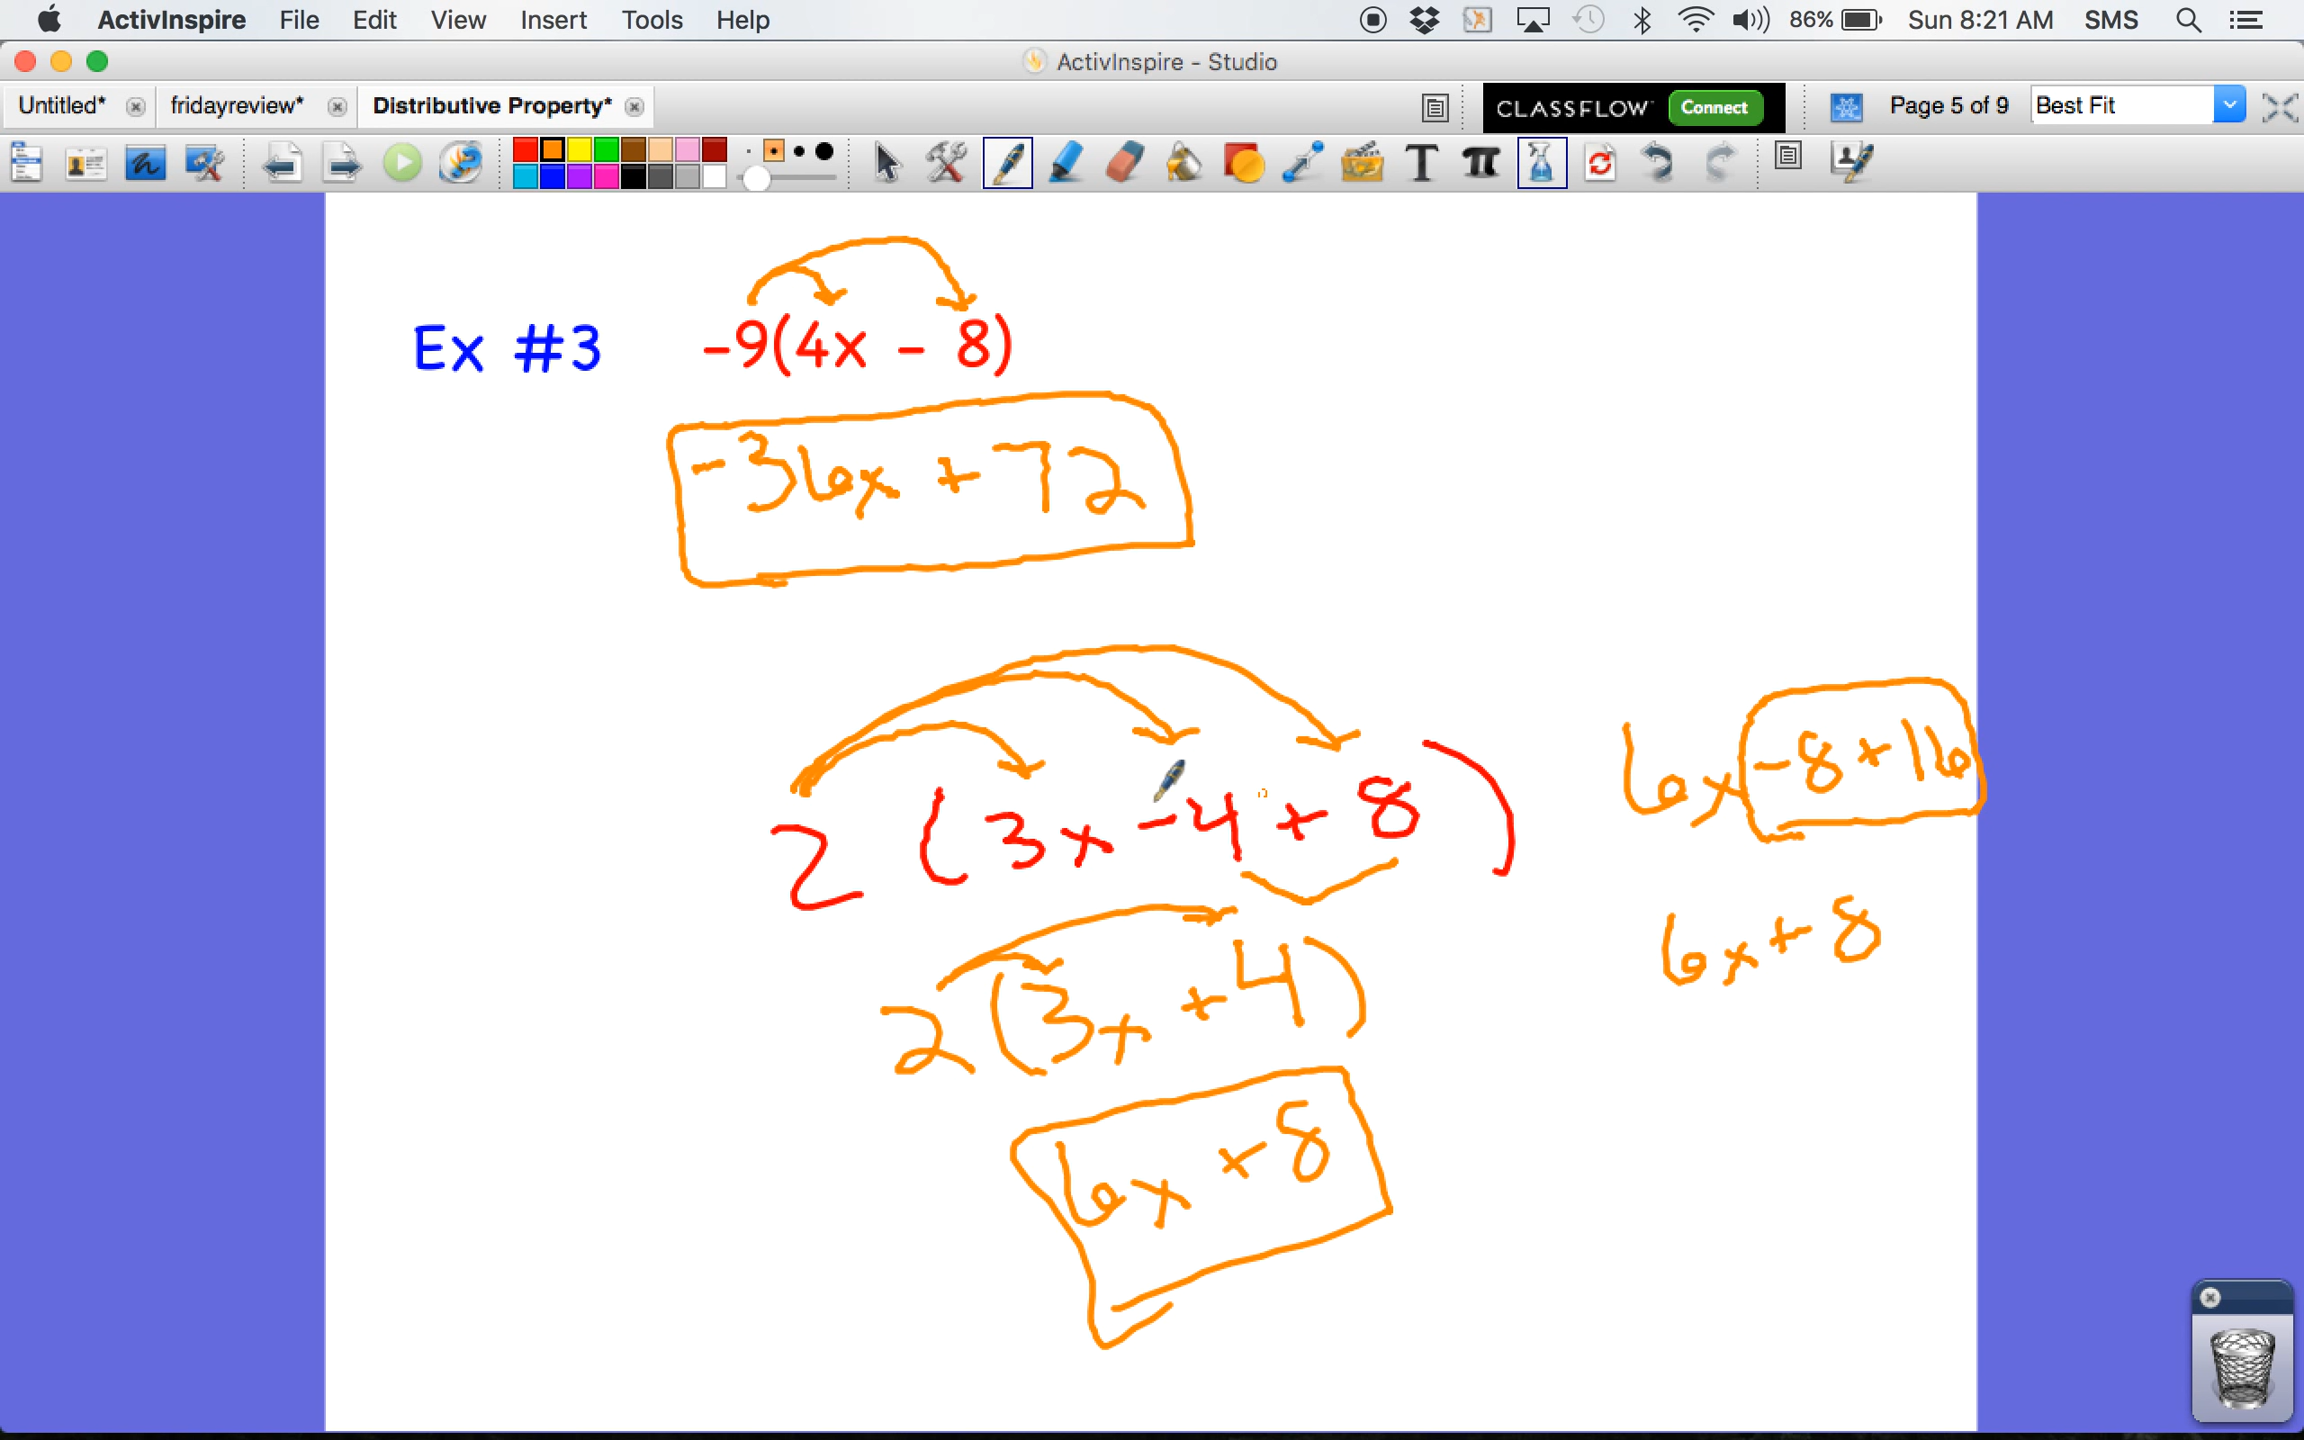 ActivInspire File Edit View Insert Tools Help 86% Sun 8:21 AM SMS
ActivInspire - Studio
Untitled* fridayreview* Distributive Property* CLASSFLOW Connect Page 5 of 9 Best Fit
T π
Ex #3 -9(4x - 8)
-36x + 72
2 (3x - 4 + 8)
6x -8 + 16
2 (3x + 4)
6x + 8
6x + 8